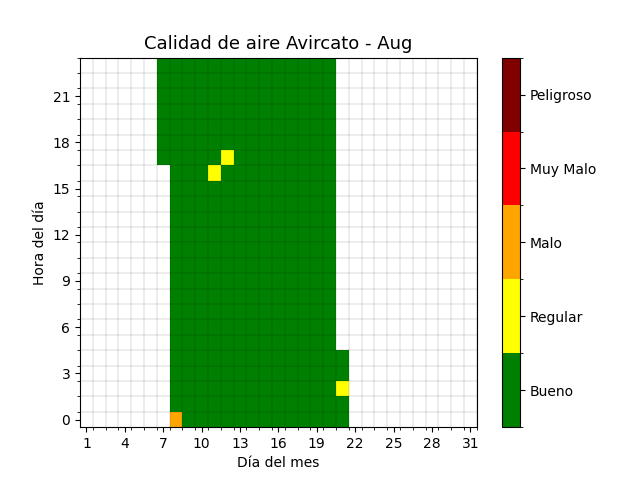 Calidad de aire Avircato - Aug
Hora del día
21
18
15
12
9
6
3
0
1 4 7 10 13 16 19 22 25 28 31
Día del mes
Peligroso
Muy Malo
Malo
Regular
Bueno